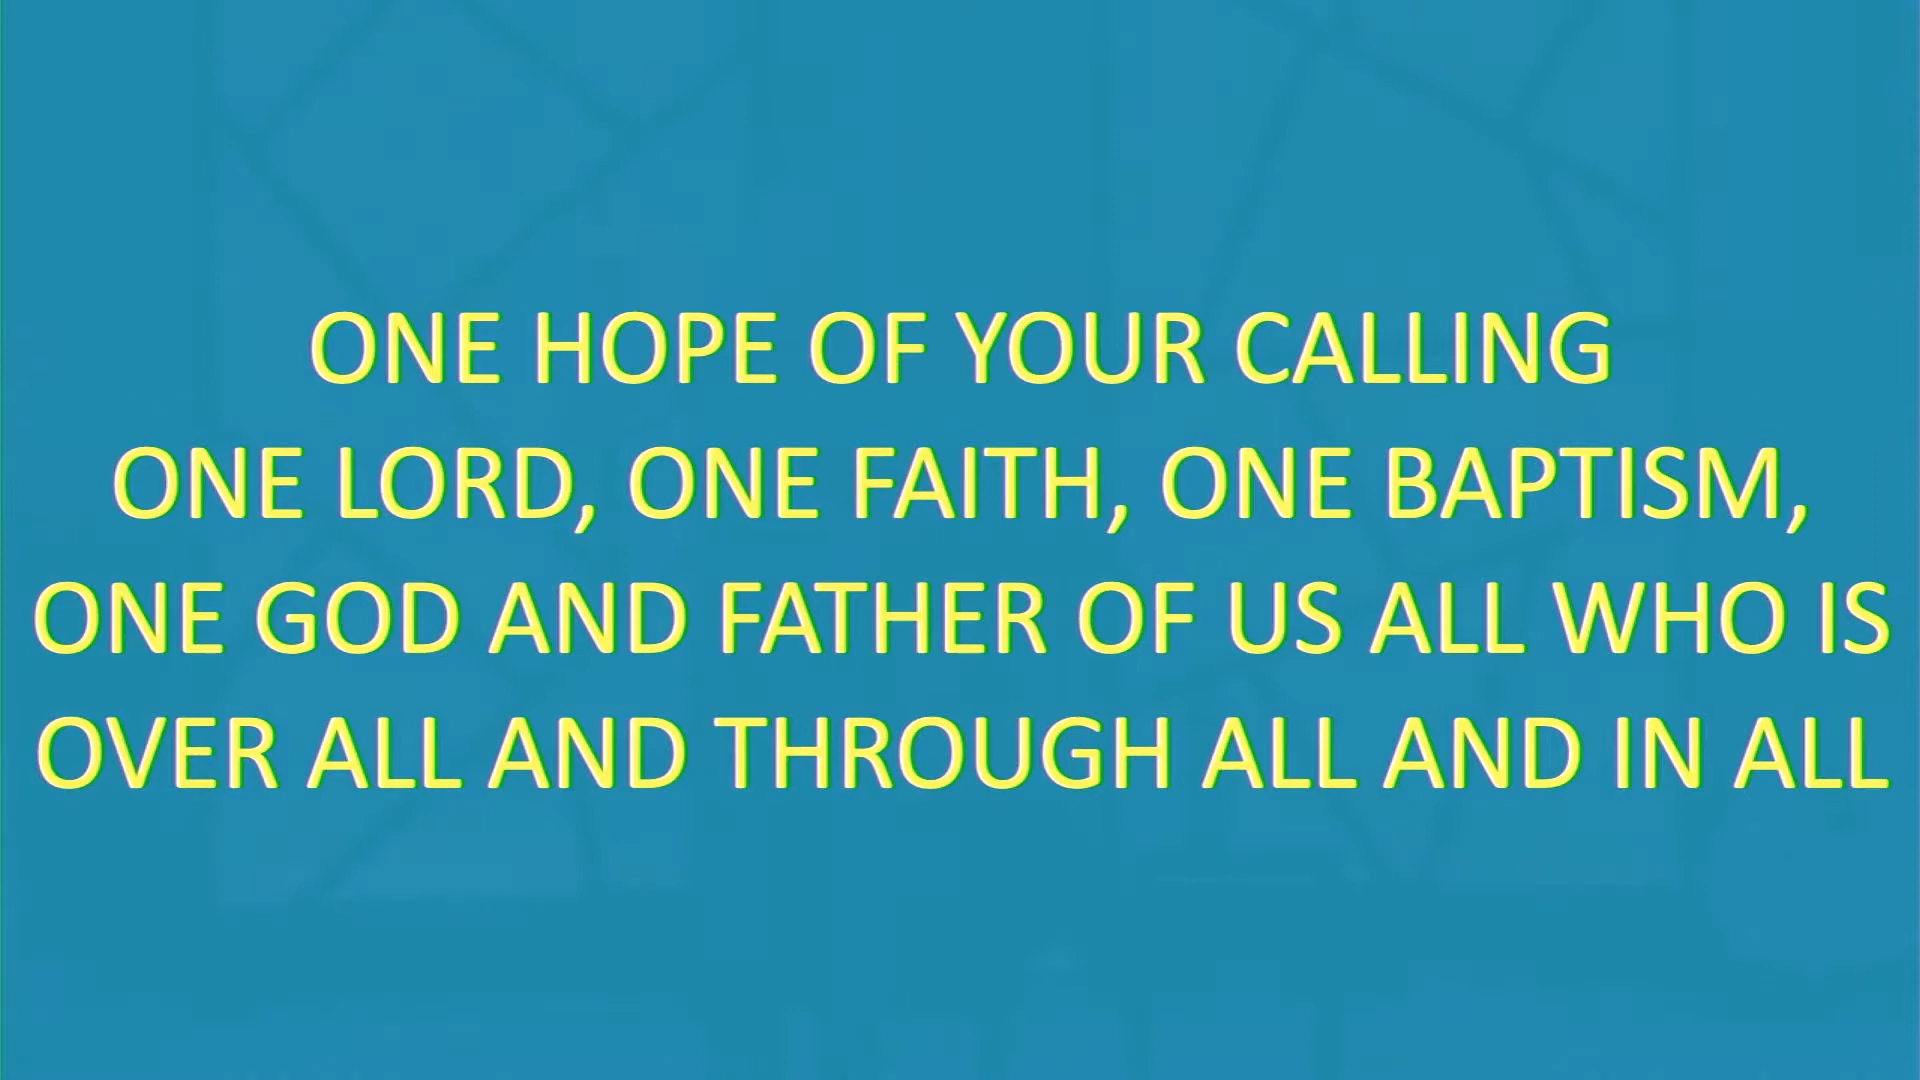 ONE HOPE OF YOUR CALLING
ONE LORD, ONE FAITH, ONE BAPTISM,
ONE GOD AND FATHER OF US ALL WHO IS
OVER ALL AND THROUGH ALL AND IN ALL